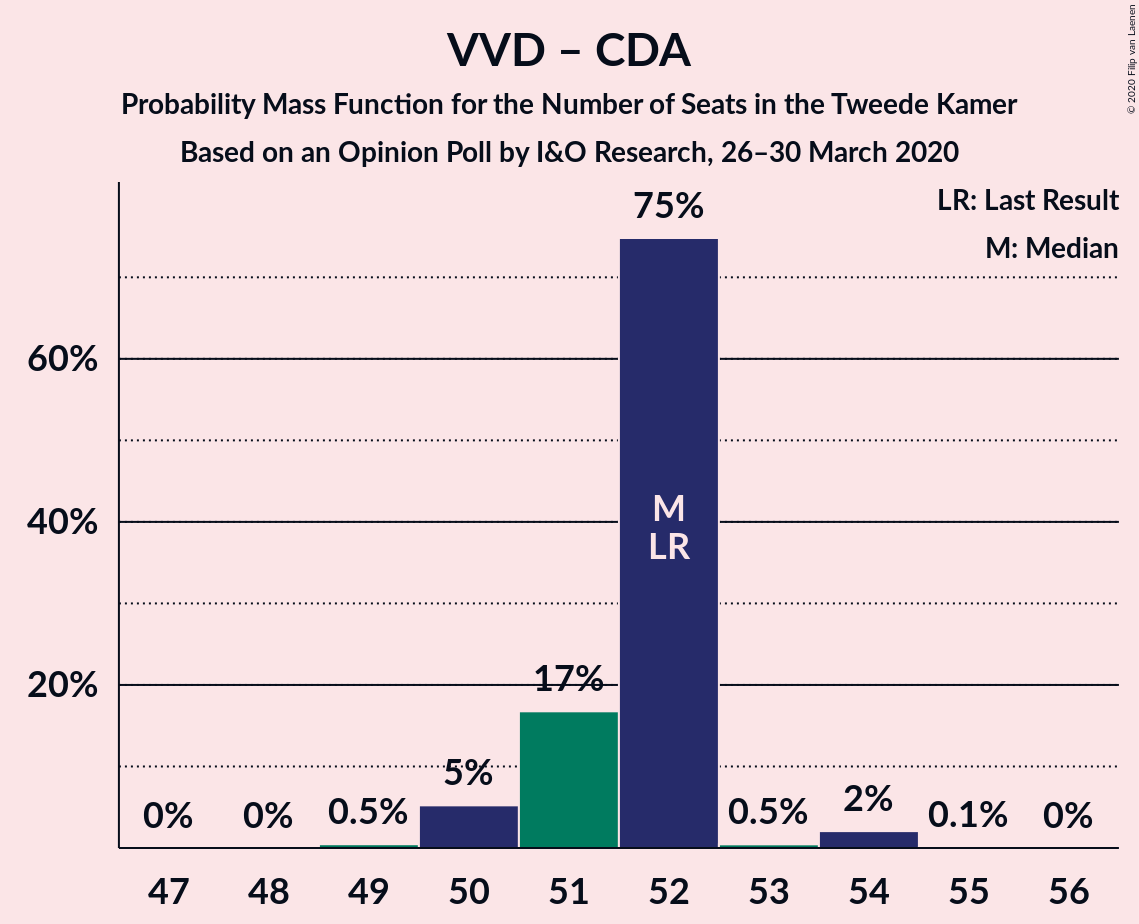 VVD – CDA
Probability Mass Function for the Number of Seats in the Tweede Kamer
Based on an Opinion Poll by I&O Research, 26–30 March 2020
© 2020 Filip van Laenen
LR: Last Result
M: Median
60%
40%
20%
0%
0%
0.5%
5%
17%
75%
0.5%
2%
0.1%
0%
M
LR
47
48
49
50
51
52
53
54
55
56